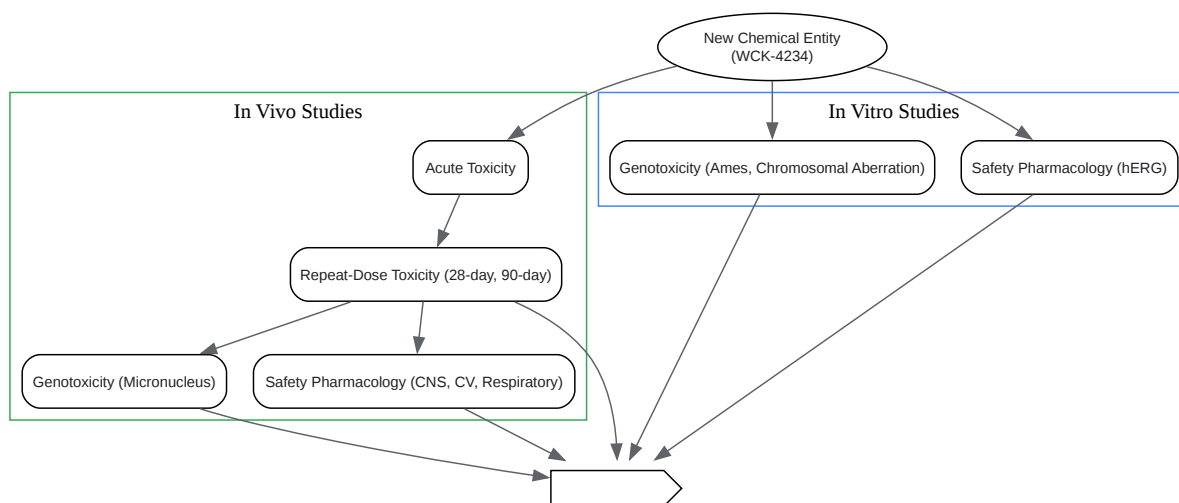 New Chemical Entity
(WCK-4234)
In Vivo Studies
In Vitro Studies
Acute Toxicity
Genotoxicity (Ames, Chromosomal Aberration)
Safety Pharmacology (hERG)
Repeat-Dose Toxicity (28-day, 90-day)
Genotoxicity (Micronucleus)
Safety Pharmacology (CNS, CV, Respiratory)